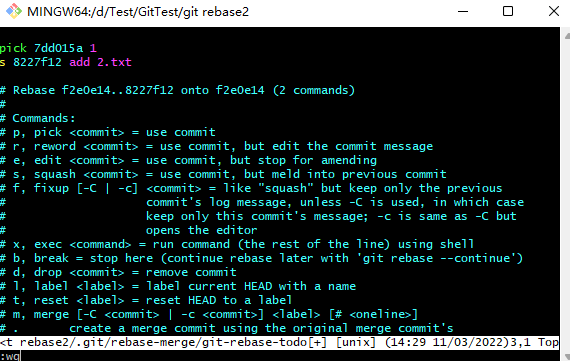 MINGW64:/d/Test/GitTest/git rebase2
pick 7dd015a 1
s 8227f12 add 2.txt
# Rebase f2e0e14..8227f12 onto f2e0e14 (2 commands)
#
# Commands:
# p, pick <commit> = use commit
# r, reword <commit> = use commit, but edit the commit message
# e, edit <commit> = use commit, but stop for amending
# s, squash <commit> = use commit, but meld into previous commit
# f, fixup [-C | -c] <commit> = like "squash" but keep only the previous
#                    commit's log message, unless -C is used, in which case
#                    keep only this commit's message; -c is same as -C but
#                    opens the editor
# x, exec <command> = run command (the rest of the line) using shell
# b, break = stop here (continue rebase later with 'git rebase --continue')
# d, drop <commit> = remove commit
# l, label <label> = label current HEAD with a name
# t, reset <label> = reset HEAD to a label
# m, merge [-C <commit> | -c <commit>] <label> [# <oneline>]
# .       create a merge commit using the original merge commit's
<t rebase2/.git/rebase-merge/git-rebase-todo[+] [unix] (14:29 11/03/2022)3,1 Top
:wq